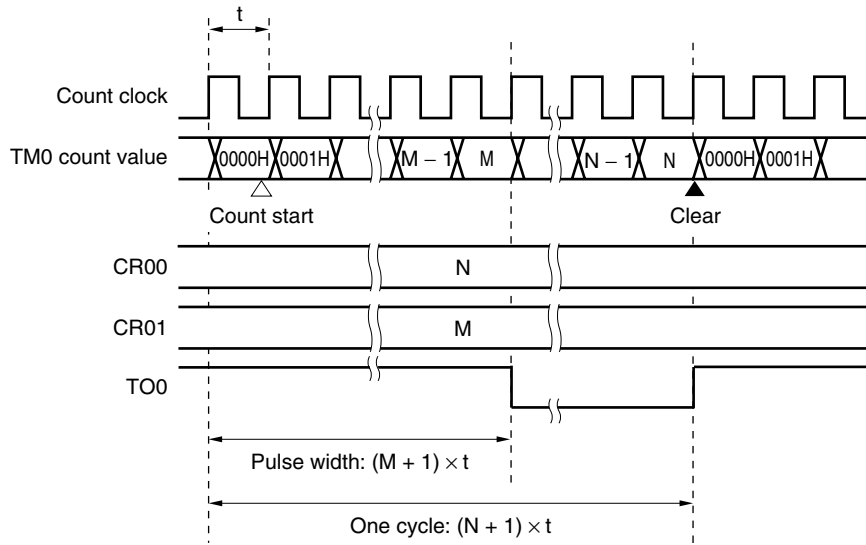 t
Count clock
TM0 count value 0000H 0001H M − 1 M N − 1 N 0000H 0001H
Count start Clear
CR00 N
CR01 M
TO0
Pulse width: (M + 1) × t
One cycle: (N + 1) × t